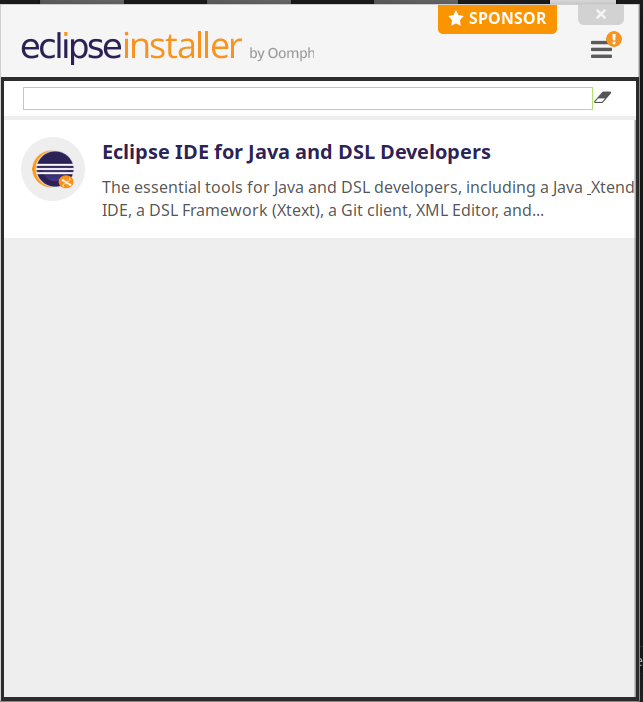 SPONSOR
eclipseinstaller by Oomph
Eclipse IDE for Java and DSL Developers
The essential tools for Java and DSL developers, including a Java _Xtend
IDE, a DSL Framework (Xtext), a Git client, XML Editor, and...